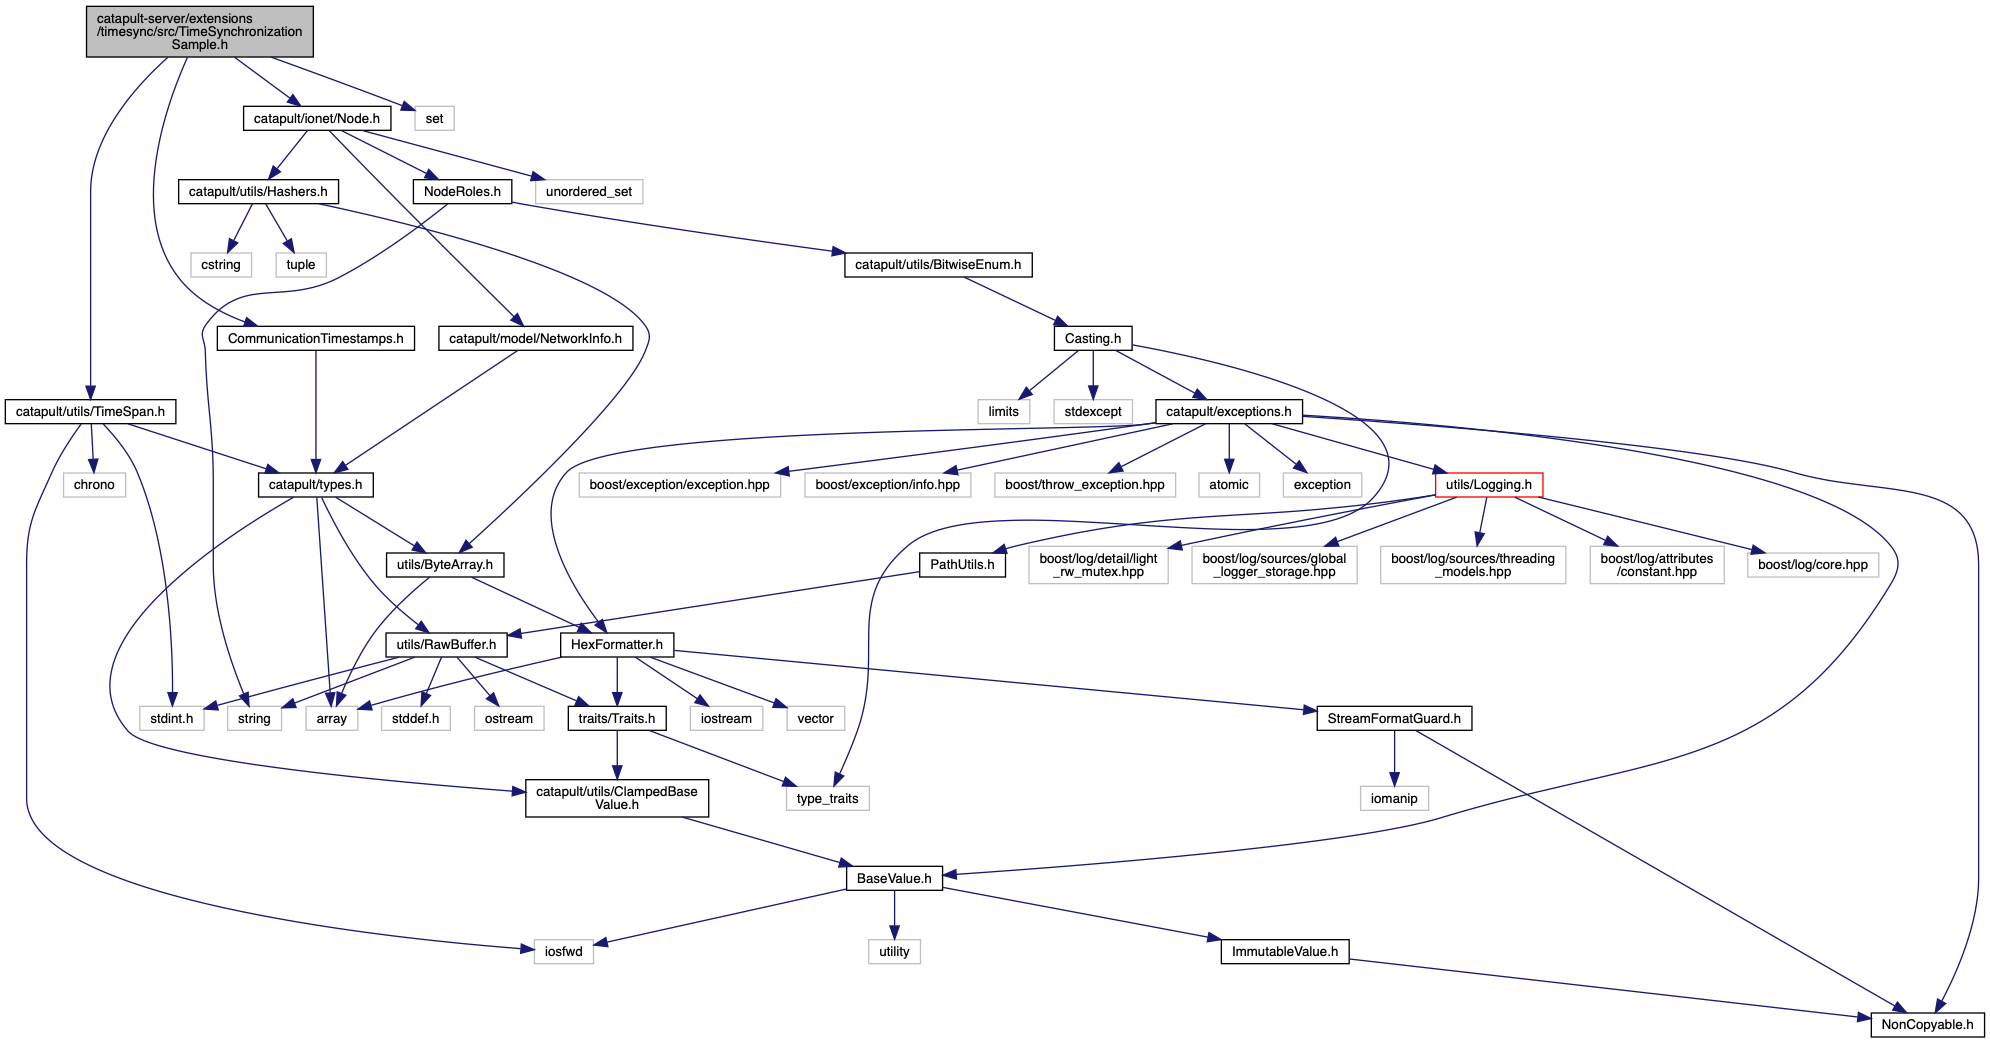 catapult-server/extensions
/timesync/src/TimeSynchronization
Sample.h
catapult/ionet/Node.h
set
catapult/utils/Hashers.h
NodeRoles.h
unordered_set
cstring
tuple
catapult/utils/BitwiseEnum.h
CommunicationTimestamps.h
catapult/model/NetworkInfo.h
Casting.h
catapult/utils/TimeSpan.h
limits
stdexcept
catapult/exceptions.h
chrono
catapult/types.h
boost/exception/exception.hpp
boost/exception/info.hpp
boost/throw_exception.hpp
atomic
exception
utils/Logging.h
utils/ByteArray.h
PathUtils.h
boost/log/detail/light
_rw_mutex.hpp
boost/log/sources/global
_logger_storage.hpp
boost/log/sources/threading
_models.hpp
boost/log/attributes
/constant.hpp
boost/log/core.hpp
utils/RawBuffer.h
HexFormatter.h
stdint.h
string
array
stddef.h
ostream
traits/Traits.h
iostream
vector
StreamFormatGuard.h
catapult/utils/ClampedBase
Value.h
type_traits
iomanip
BaseValue.h
iosfwd
utility
ImmutableValue.h
NonCopyable.h